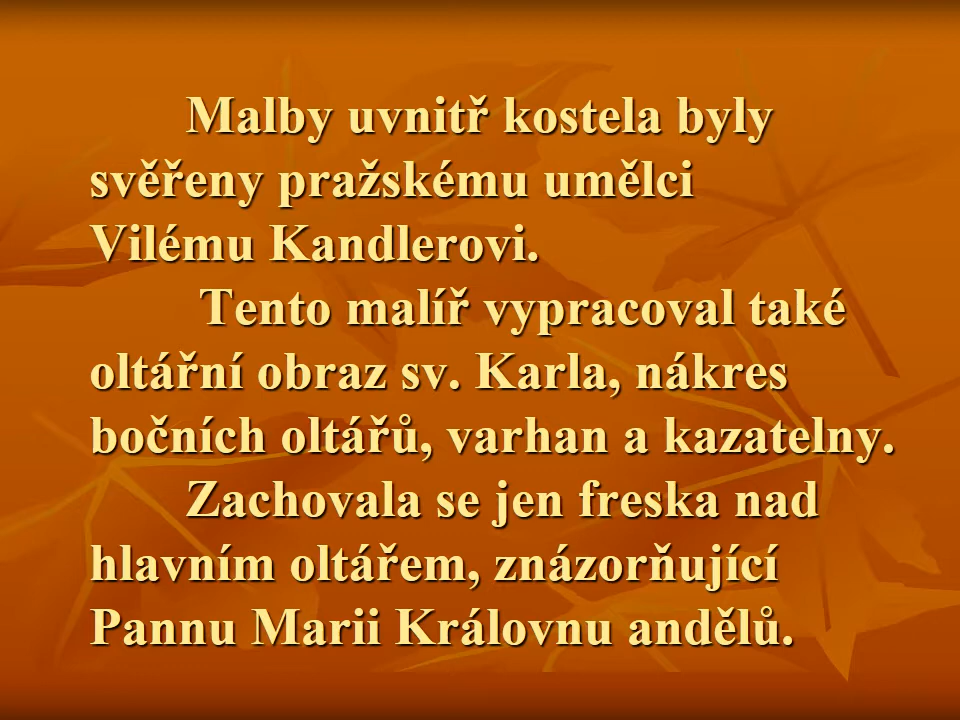 Malby uvnitř kostela byly
svěřeny pražskému umělci
Vilému Kandlerovi.
Tento malíř vypracoval také
oltářní obraz sv. Karla, nákres
bočních oltářů, varhan a kazatelny.
Zachovala se jen freska nad
hlavním oltářem, znázorňující
Pannu Marii Královnu andělů.